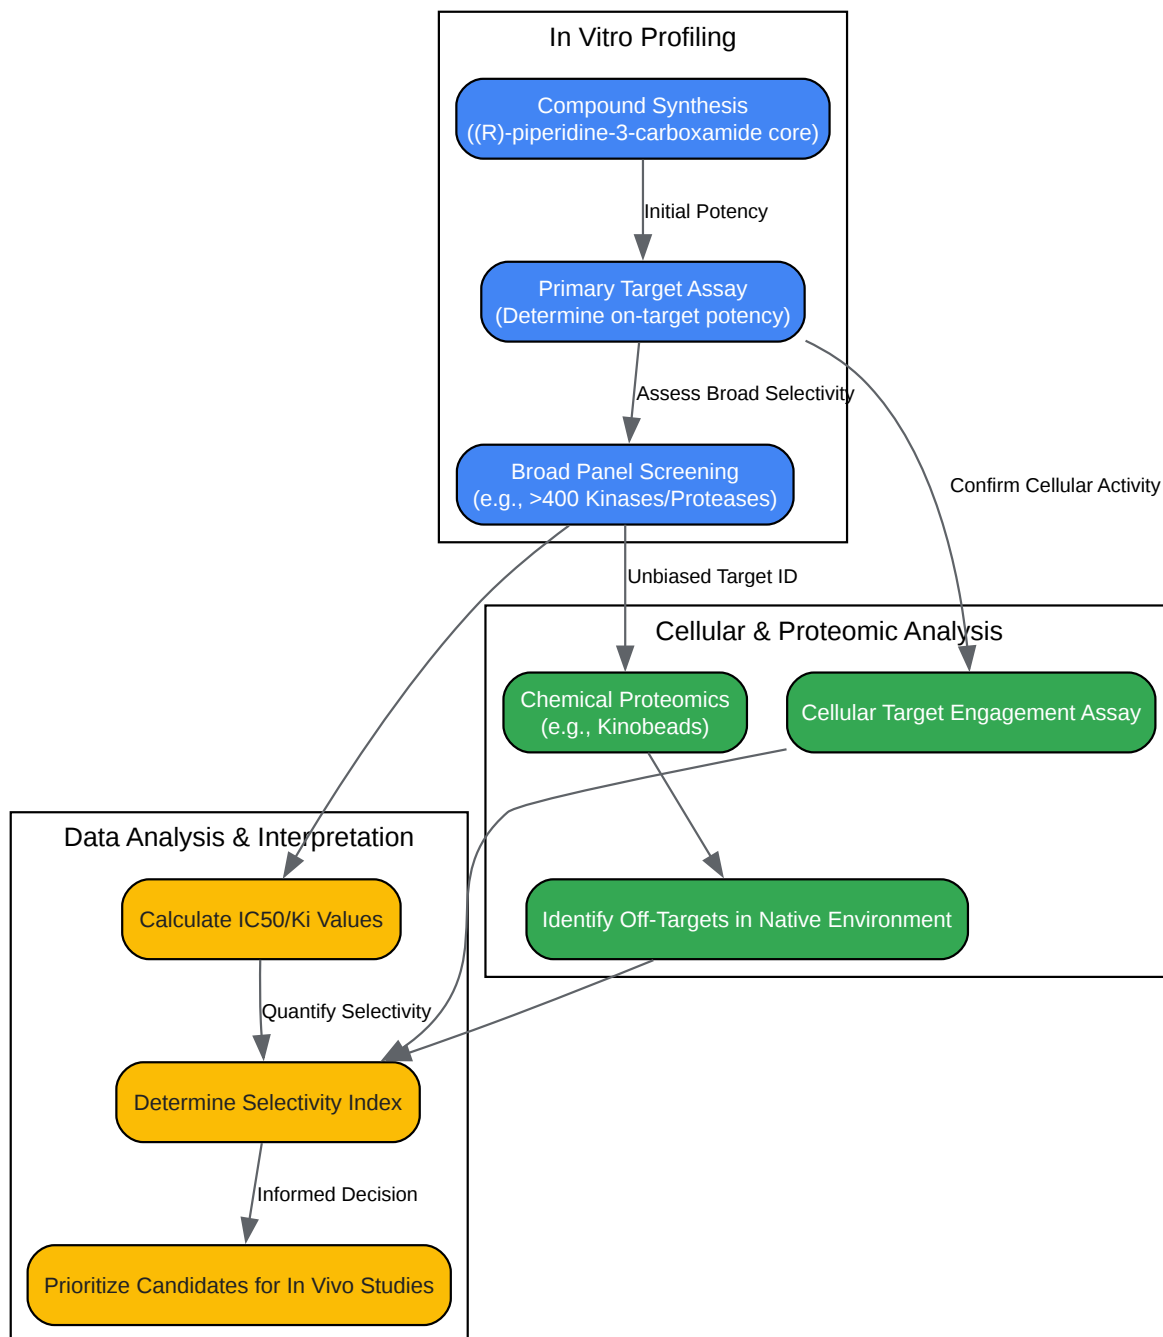 In Vitro Profiling
Compound Synthesis
((R)-piperidine-3-carboxamide core)
Initial Potency
Primary Target Assay
(Determine on-target potency)
Assess Broad Selectivity
Broad Panel Screening
(e.g., >400 Kinases/Proteases)
Confirm Cellular Activity
Unbiased Target ID
Cellular & Proteomic Analysis
Chemical Proteomics
(e.g., Kinobeads)
Cellular Target Engagement Assay
Data Analysis & Interpretation
Calculate IC50/Ki Values
Identify Off-Targets in Native Environment
Quantify Selectivity
Determine Selectivity Index
Informed Decision
Prioritize Candidates for In Vivo Studies